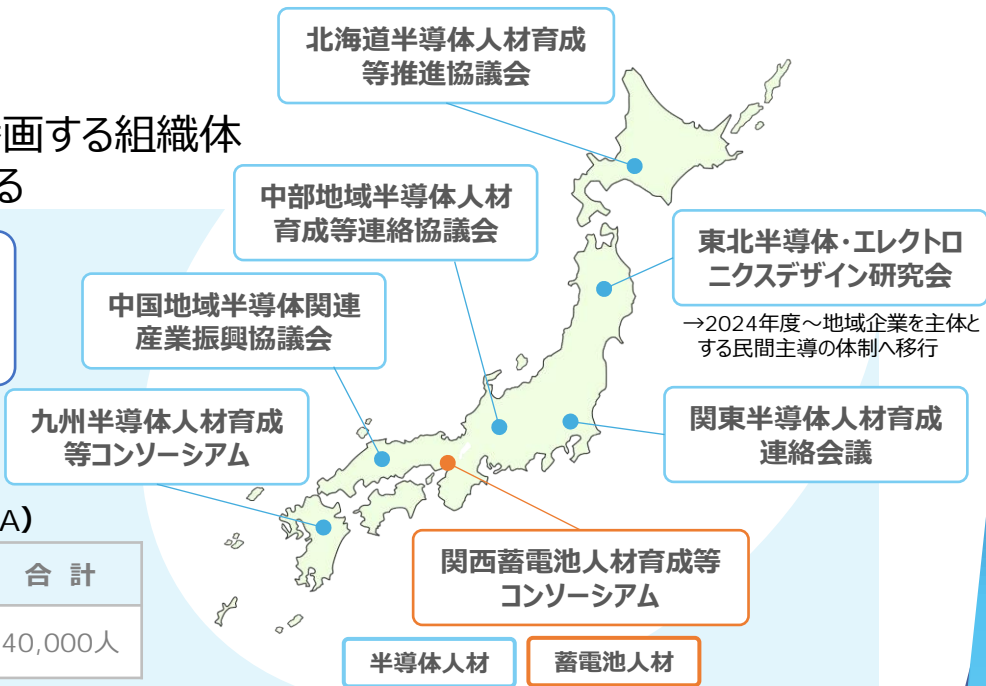 北海道半導体人材育成
等推進協議会
画する組織体
る
中部地域半導体人材
育成等連絡協議会
東北半導体・エレクトロ
ニクスデザイン研究会
→2024年度～地域企業を主体と
する民間主導の体制へ移行
中国地域半導体関連
産業振興協議会
九州半導体人材育成
等コンソーシアム
関東半導体人材育成
連絡会議
A)
合 計
40,000人
関西蓄電池人材育成等
コンソーシアム
半導体人材
蓄電池人材